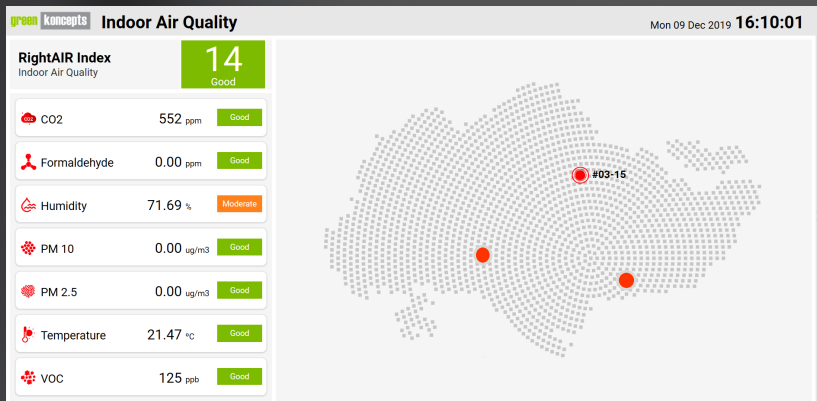 green koncepts Indoor Air Quality Mon 09 Dec 2019 16:10:01
RightAIR Index
Indoor Air Quality
14
Good
CO2 CO2 552 ppm Good
Formaldehyde 0.00 ppm Good
Humidity 71.69 % Moderate
PM 10 0.00 ug/m3 Good
PM 2.5 0.00 ug/m3 Good
Temperature 21.47 °C Good
VOC 125 ppb Good
#03-15